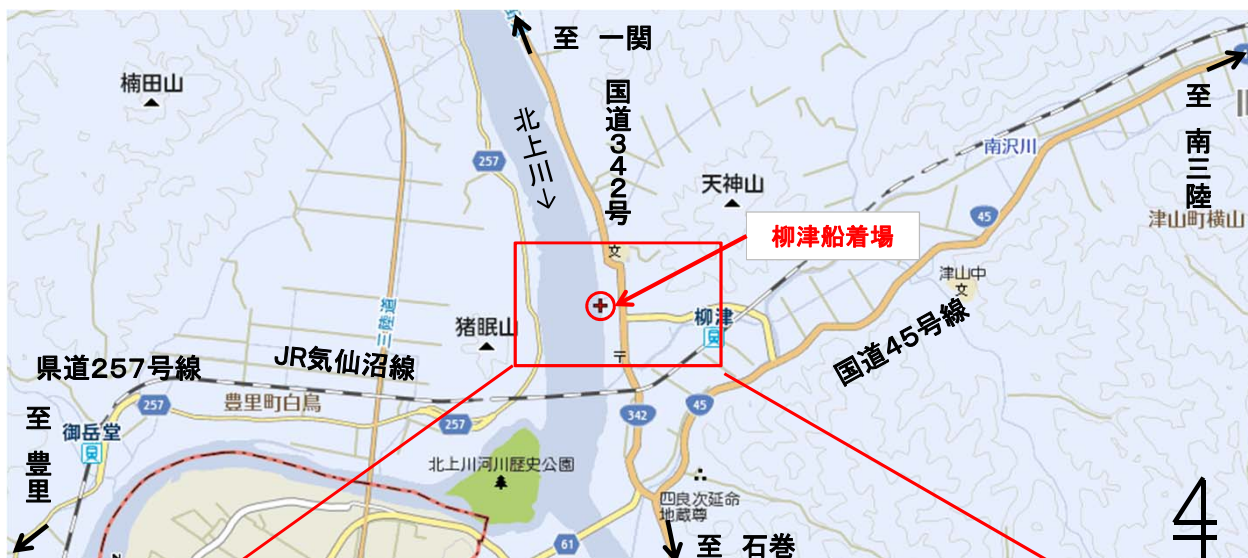 至 一関
国道342号
楠田山
北上川↓
257
天神山
南沢川
至 南三陸
45
津山町横山
柳津船着場
文
津山中
文
三陸道
猪眠山
柳津
〒
国道45号線
県道257号線
JR気仙沼線
257
豊里町白鳥
257
342
45
至 豊里
御岳堂
北上川河川歴史公園
四良次延命
地蔵尊
61
至 石巻
4